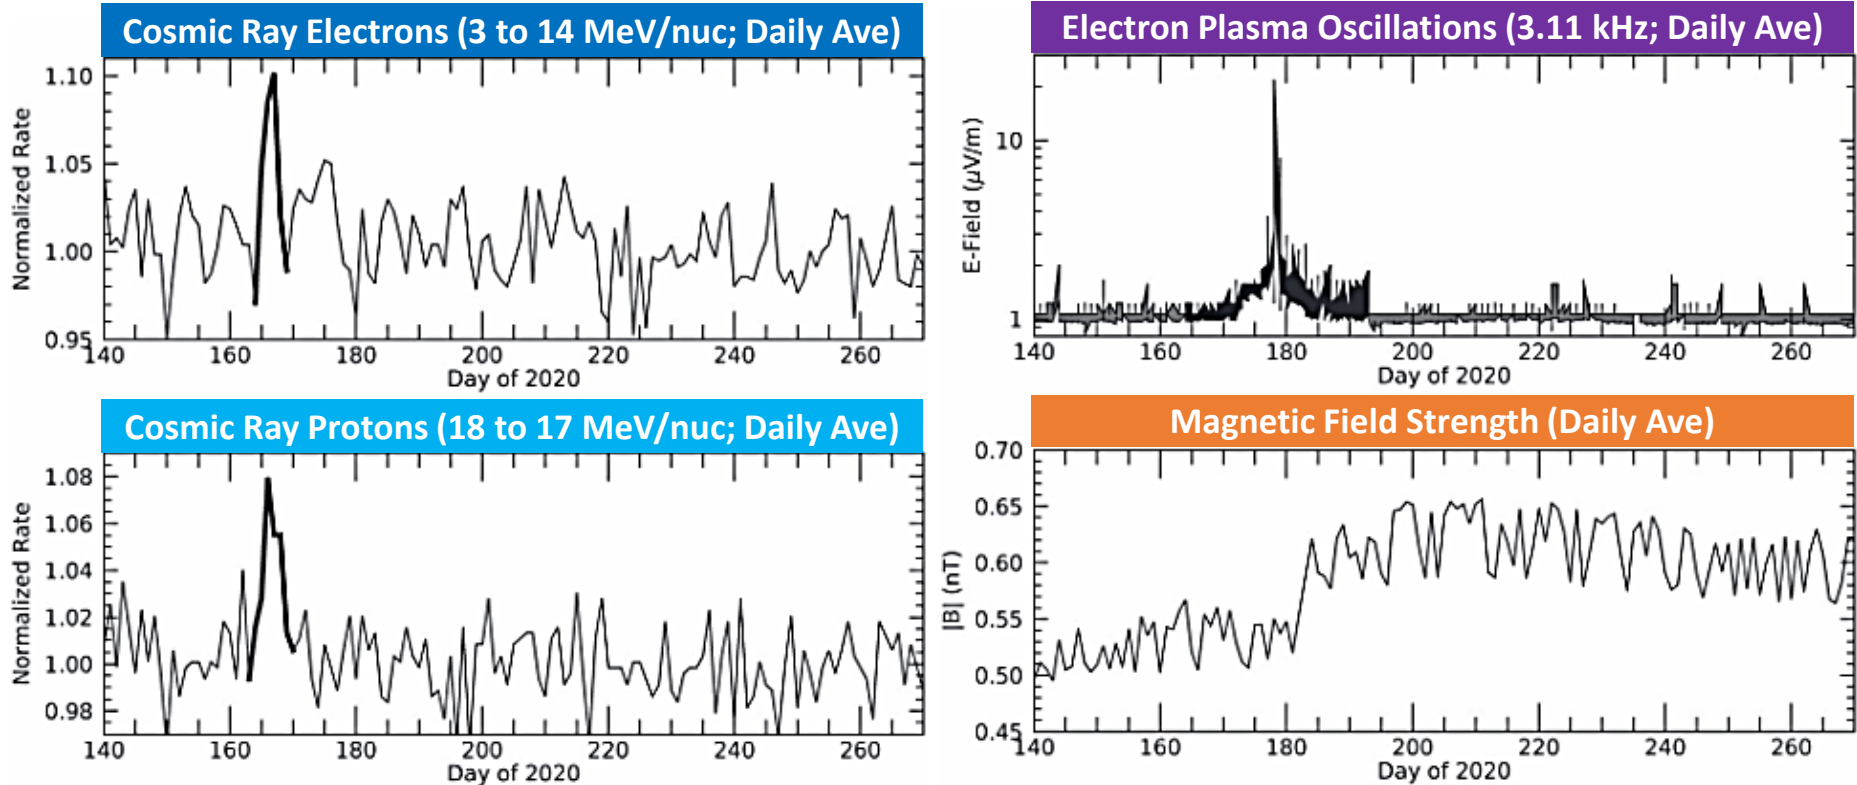 Cosmic Ray Electrons (3 to 14 MeV/nuc; Daily Ave)
Normalized Rate
1.10
1.05
1.00
0.95
140 160 180 200 220 240 260
Day of 2020
Electron Plasma Oscillations (3.11 kHz; Daily Ave)
E-Field (μV/m)
10
1
140 160 180 200 220 240 260
Day of 2020
Cosmic Ray Protons (18 to 17 MeV/nuc; Daily Ave)
Normalized Rate
1.08
1.06
1.04
1.02
1.00
0.98
140 160 180 200 220 240 260
Day of 2020
Magnetic Field Strength (Daily Ave)
|B| (nT)
0.70
0.65
0.60
0.55
0.50
0.45
140 160 180 200 220 240 260
Day of 2020